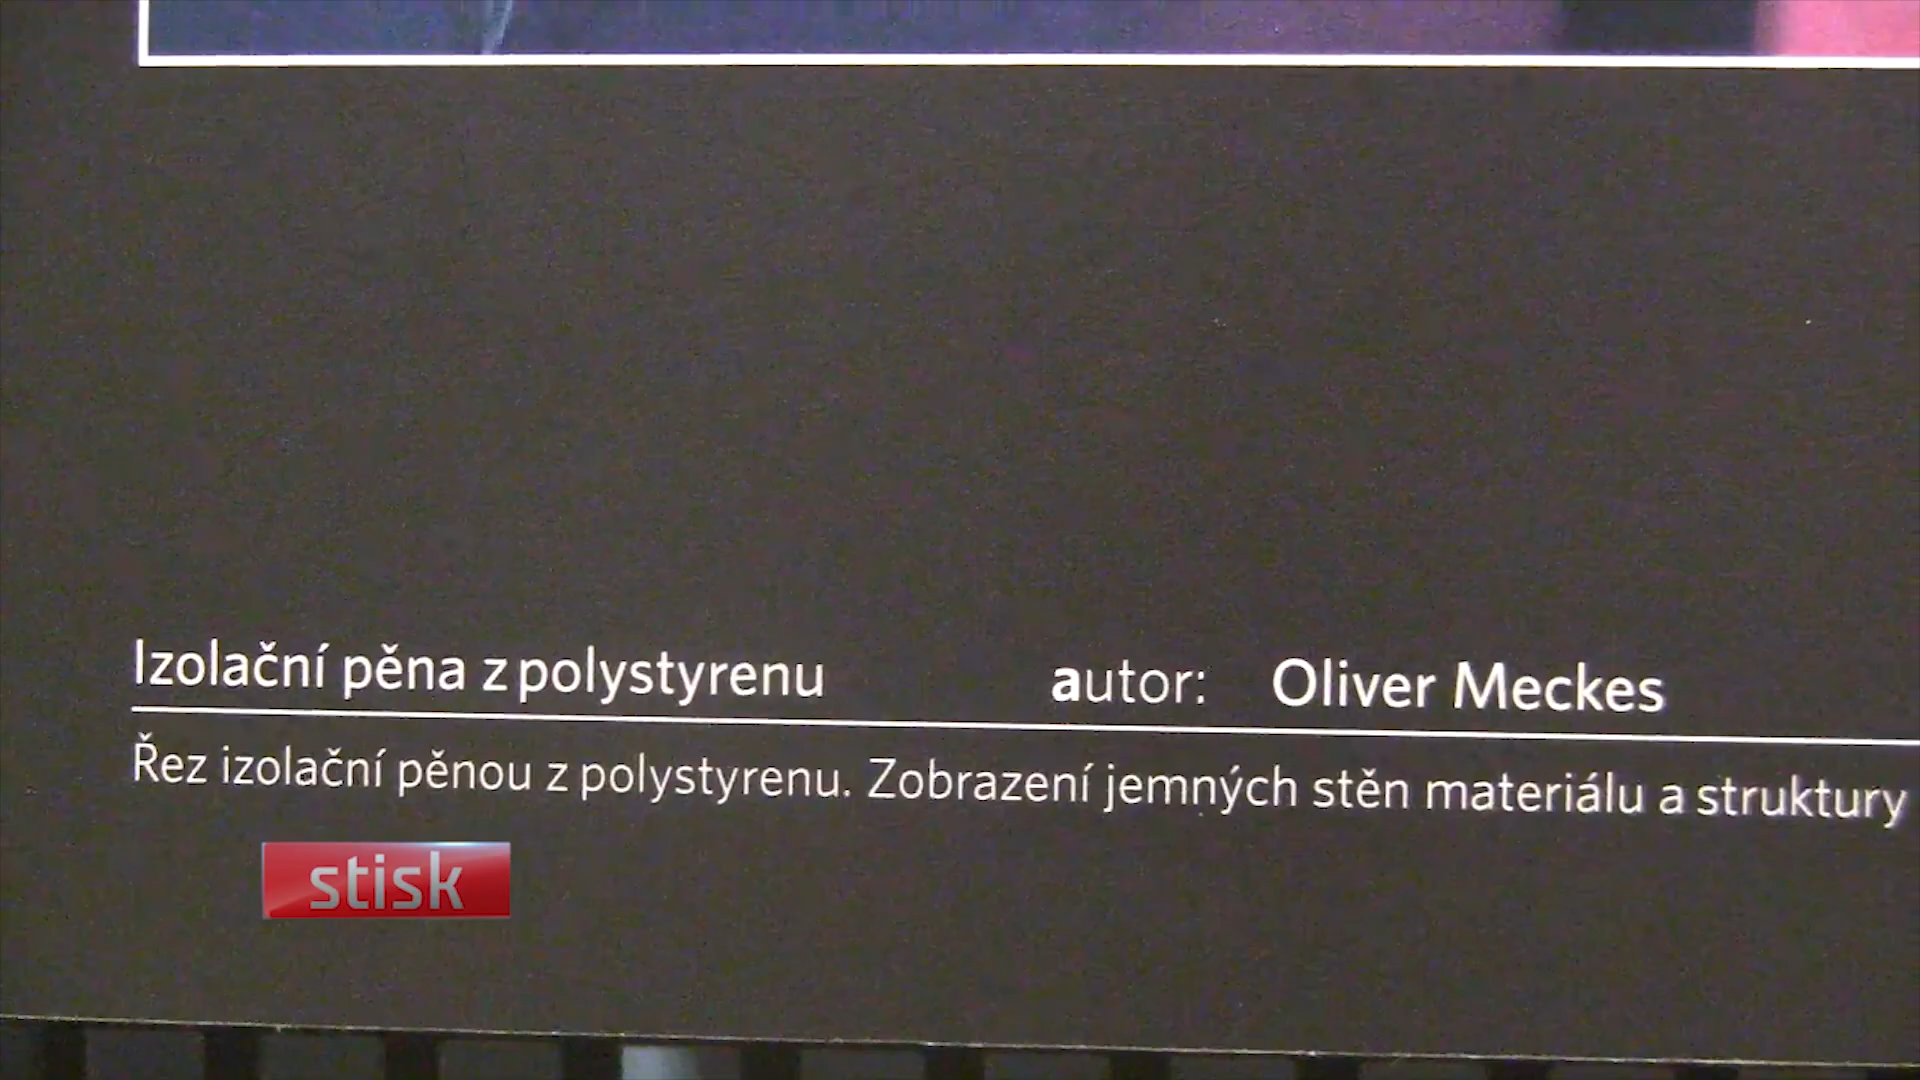 Izolační pěna z polystyrenu autor: Oliver Meckes
Řez izolační pěnou z polystyrenu. Zobrazení jemných stěn materiálu a struktury
stisk